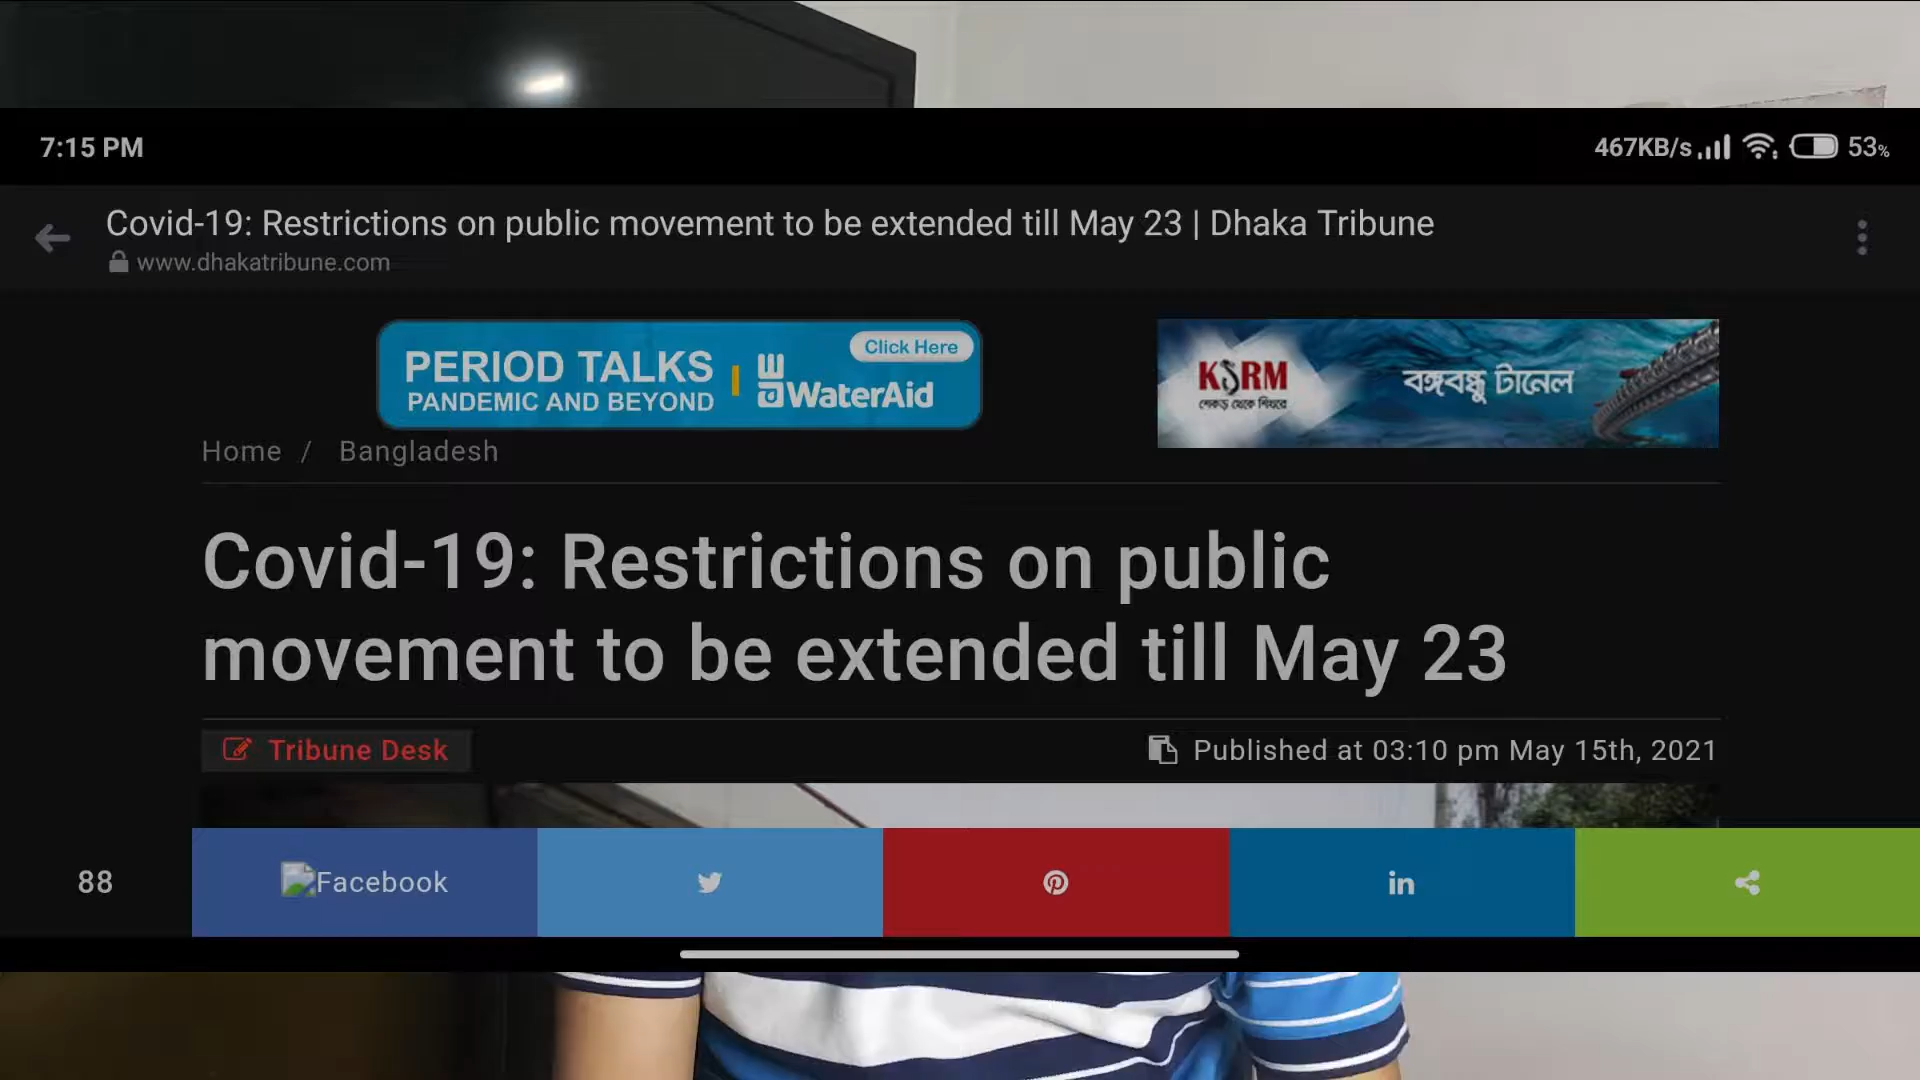 7:15 PM
467KB/s
53%
Covid-19: Restrictions on public movement to be extended till May 23 | Dhaka Tribune
www.dhakatribune.com
PERIOD TALKS
PANDEMIC AND BEYOND
WaterAid
Click Here
KSRM
শেকড় থেকে শিখরে
বঙ্গবন্ধু টানেল
Home / Bangladesh
Covid-19: Restrictions on public
movement to be extended till May 23
Tribune Desk
Published at 03:10 pm May 15th, 2021
88
Facebook
in